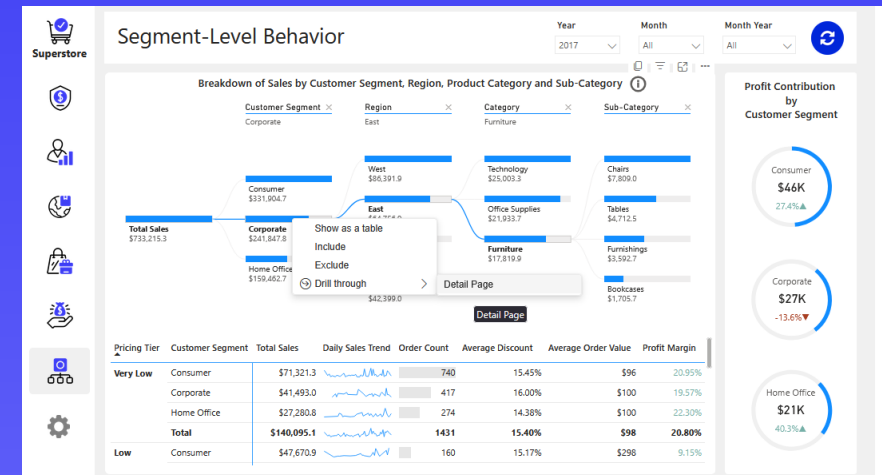 Superstore
Segment-Level Behavior
Year
Month
Month Year
2017
All
All
Breakdown of Sales by Customer Segment, Region, Product Category and Sub-Category
Customer Segment
Region
Category
Sub-Category
Corporate
East
Furniture
Total Sales
$733,215.3
Consumer
$331,904.7
Corporate
$241,847.8
Home Office
$159,462.7
West
$86,391.9
East
$42,399.0
Technology
$25,003.3
Office Supplies
$21,933.7
Furniture
$17,819.9
Chairs
$7,809.0
Tables
$4,712.5
Furnishings
$3,592.7
Bookcases
$1,705.7
Show as a table
Include
Exclude
Drill through
Detail Page
Detail Page
Pricing Tier Customer Segment Total Sales Daily Sales Trend Order Count Average Discount Average Order Value Profit Margin
Very Low Consumer $71,321.3 740 15.45% $96 20.95%
Corporate $41,493.0 417 16.00% $100 19.57%
Home Office $27,280.8 274 14.38% $100 22.30%
Total $140,095.1 1431 15.40% $98 20.80%
Low Consumer $47,670.9 160 15.17% $298 9.15%
Profit Contribution
by
Customer Segment
Consumer
$46K
27.4%▲
Corporate
$27K
-13.6%▼
Home Office
$21K
40.3%▲